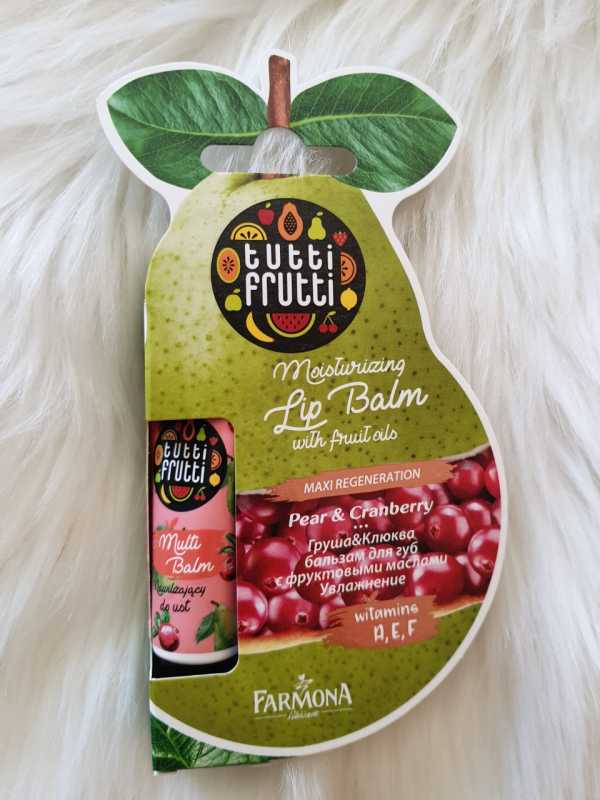 tutti
frutti
Moisturizing
Lip Balm
with fruit oils
MAXI REGENERATION
Pear & Cranberry
...
Груша&Клюква
бальзам для губ
с фруктовыми маслами
Увлажнение
witamins
A, E, F
FARMONA
tutti
frutti
Multi
Balm
nawilżający
do ust